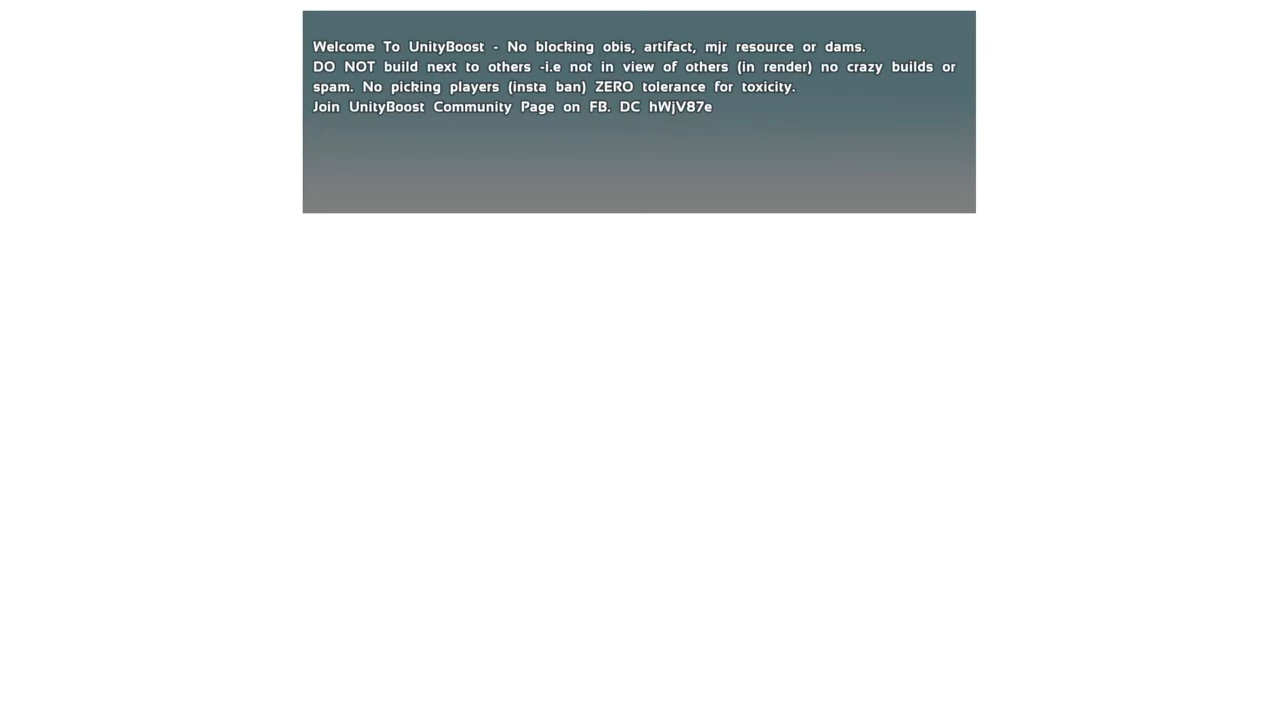 Welcome To UnityBoost - No blocking obis, artifact, mjr resource or dams.
DO NOT build next to others -i.e not in view of others (in render) no crazy builds or
spam. No picking players (insta ban) ZERO tolerance for toxicity.
Join UnityBoost Community Page on FB. DC hWjV87e